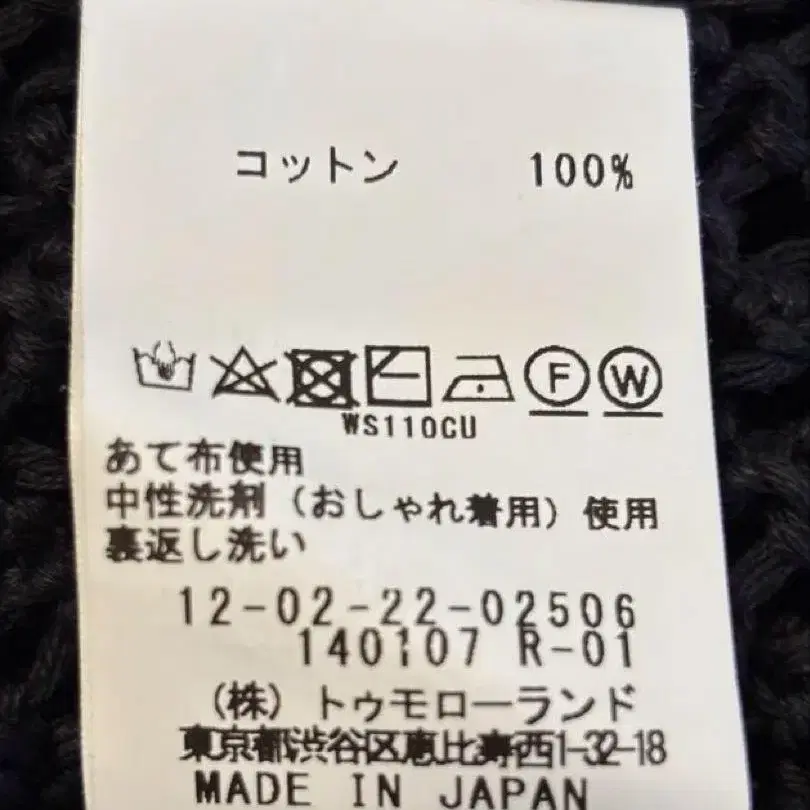 コットン 100%
F W
WS110CU
あて布使用
中性洗剤（おしゃれ着用）使用
裏返し洗い
12-02-22-02506
140107 R-01
（株）トゥモローランド
東京都渋谷区恵比寿西1-32-18
MADE IN JAPAN